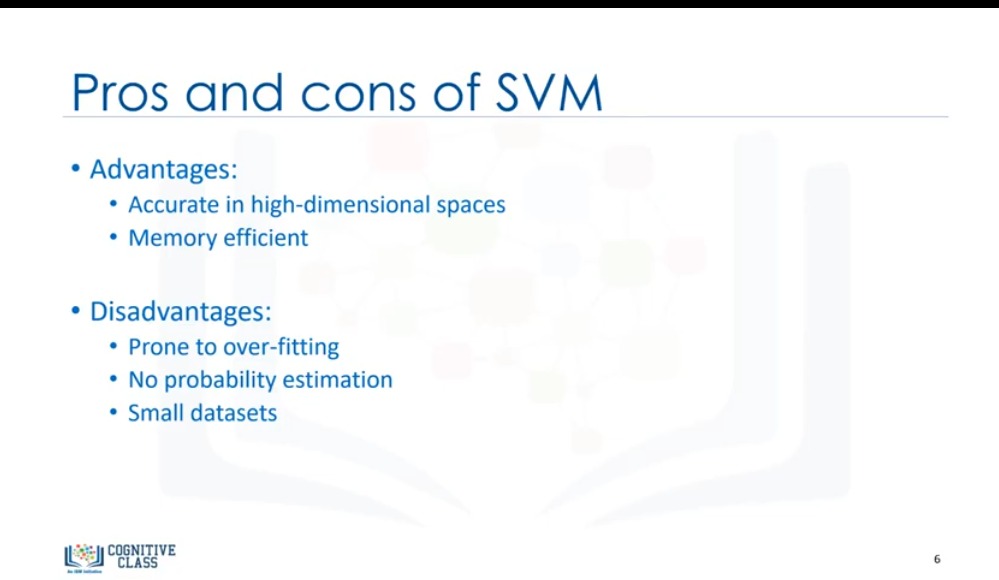 Pros and cons of SVM
• Advantages:
• Accurate in high-dimensional spaces
• Memory efficient
• Disadvantages:
• Prone to over-fitting
• No probability estimation
• Small datasets
COGNITIVE
CLASS
An IBM Initiative
6